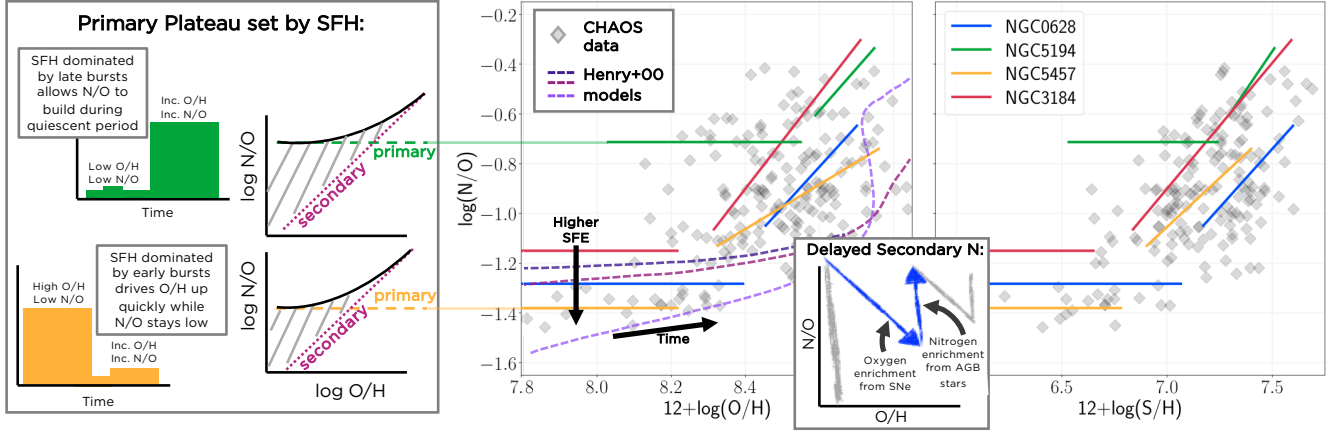 Primary Plateau set by SFH:
SFH dominated
by late bursts
allows N/O to
build during
quiescent period
Inc. O/H
Inc. N/O
Low O/H
Low N/O
Time
log N/O
primary
secondary
SFH dominated
by early bursts
drives O/H up
quickly while
N/O stays low
High O/H
Low N/O
Inc. O/H
Inc. N/O
Time
log N/O
primary
secondary
log O/H
CHAOS
data
Henry+00
models
log(N/O)
−0.2
−0.4
−0.6
−0.8
−1.0
−1.2
−1.4
−1.6
Higher
SFE
Time
7.8
8.0
8.2
8.4
12+log(O/H)
Delayed Secondary N:
N/O
Oxygen
enrichment
from SNe
Nitrogen
enrichment
from AGB
stars
O/H
NGC0628
NGC5194
NGC5457
NGC3184
6.5
7.0
7.5
12+log(S/H)